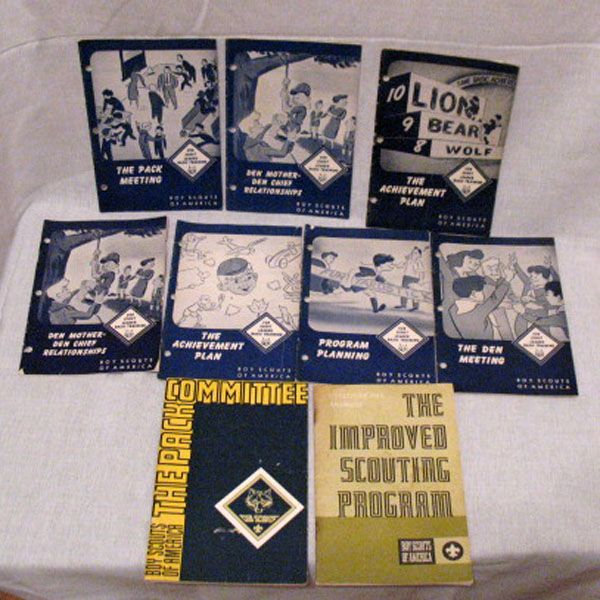 THE PACK
MEETING
BOY SCOUTS
OF AMERICA
DEN MOTHER-
DEN CHIEF
RELATIONSHIPS
BOY SCOUTS
OF AMERICA
10 LION
9 BEAR
8 WOLF
THE
ACHIEVEMENT
PLAN
BOY SCOUTS
OF AMERICA
DEN MOTHER-
DEN CHIEF
RELATIONSHIPS
BOY SCOUTS
OF AMERICA
THE
ACHIEVEMENT
PLAN
BOY SCOUTS
OF AMERICA
PROGRAM
PLANNING
BOY SCOUTS
OF AMERICA
THE DEN
MEETING
BOY SCOUTS
OF AMERICA
THE PACK
COMMITTEE
BOY SCOUTS
OF AMERICA
THE
IMPROVED
SCOUTING
PROGRAM
BOY SCOUTS
OF AMERICA